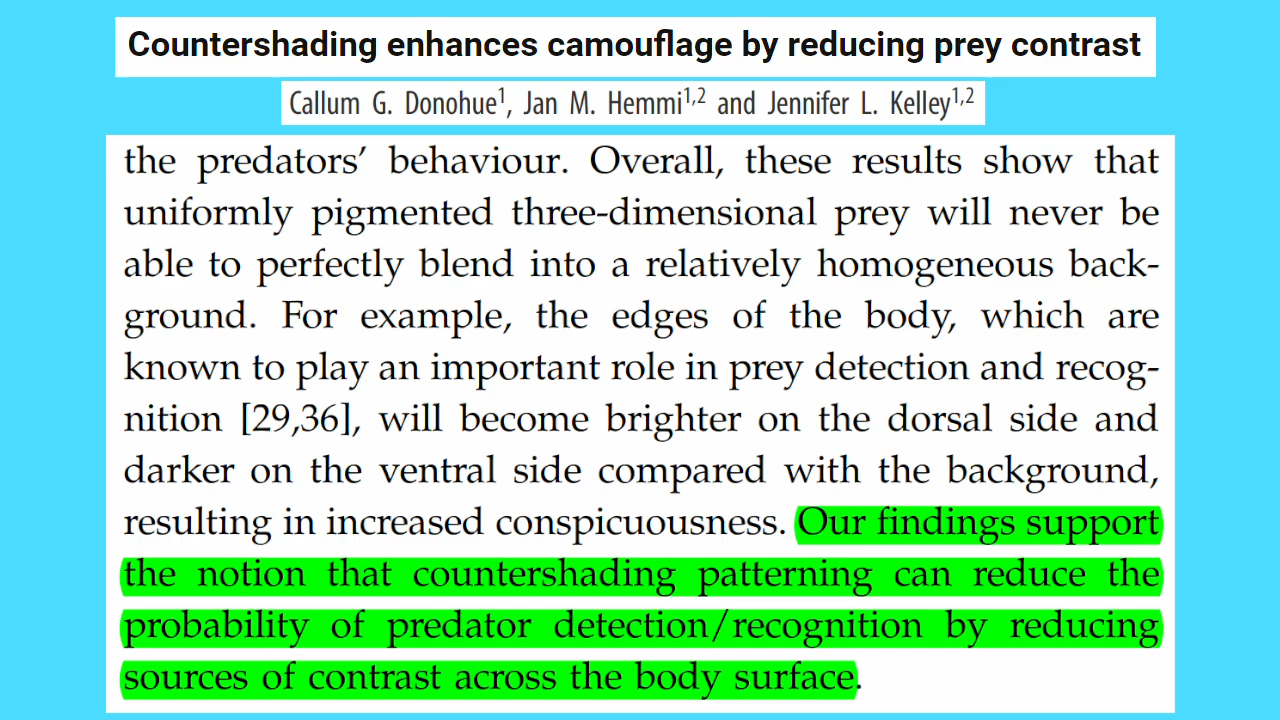 Countershading enhances camouflage by reducing prey contrast
Callum G. Donohue1, Jan M. Hemmi1,2 and Jennifer L. Kelley1,2
the predators’ behaviour. Overall, these results show that
uniformly pigmented three-dimensional prey will never be
able to perfectly blend into a relatively homogeneous back-
ground. For example, the edges of the body, which are
known to play an important role in prey detection and recog-
nition [29,36], will become brighter on the dorsal side and
darker on the ventral side compared with the background,
resulting in increased conspicuousness. Our findings support
the notion that countershading patterning can reduce the
probability of predator detection/recognition by reducing
sources of contrast across the body surface.